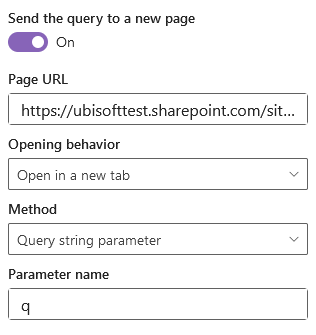 Send the query to a new page
On
Page URL
https://ubisofttest.sharepoint.com/sit...
Opening behavior
Open in a new tab
Method
Query string parameter
Parameter name
q